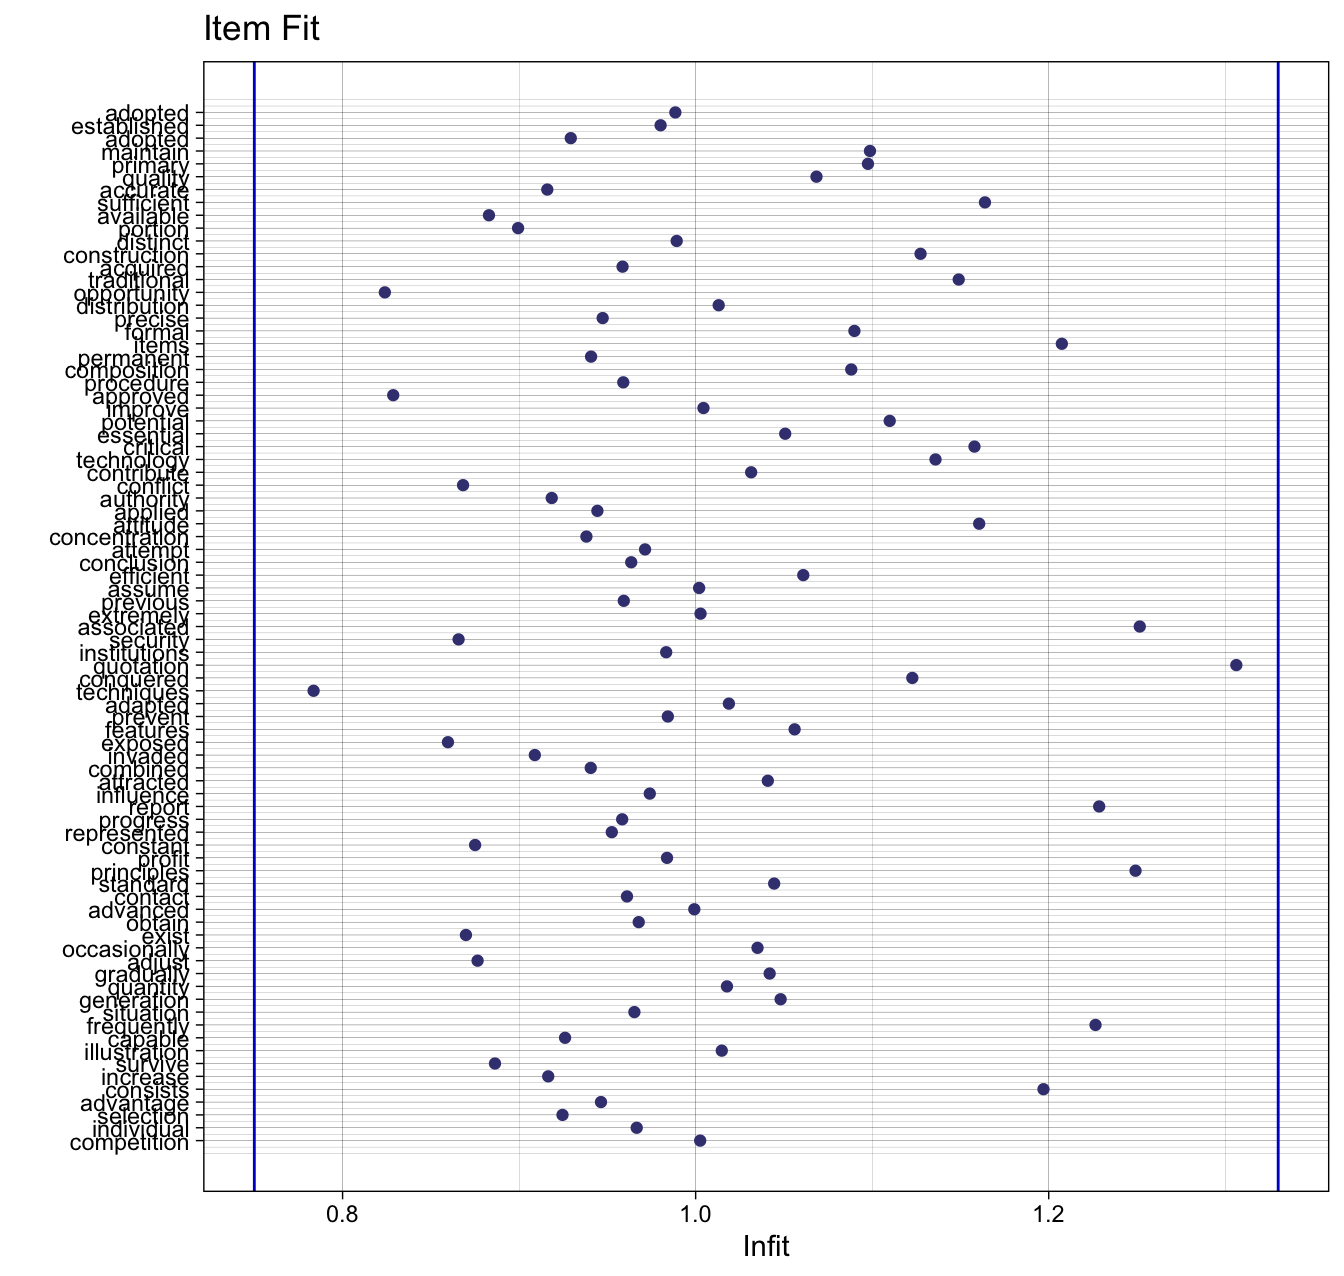 Item Fit
adopted
established
adopted
maintain
primary
quality
accurate
sufficient
available
portion
distinct
construction
acquired
traditional
opportunity
distribution
precise
formal
items
permanent
composition
procedure
approved
improve
potential
essential
critical
technology
contribute
conflict
authority
applied
attitude
concentration
attempt
conclusion
efficient
assume
previous
extremely
associated
security
institutions
quotation
conquered
techniques
adapted
prevent
features
exposed
invaded
combined
attracted
influence
report
progress
represented
constant
profit
principles
standard
contact
advanced
obtain
exist
occasionally
adjust
gradually
quantity
generation
situation
frequently
capable
illustration
survive
increase
consists
advantage
selection
individual
competition
0.8 1.0 1.2
Infit